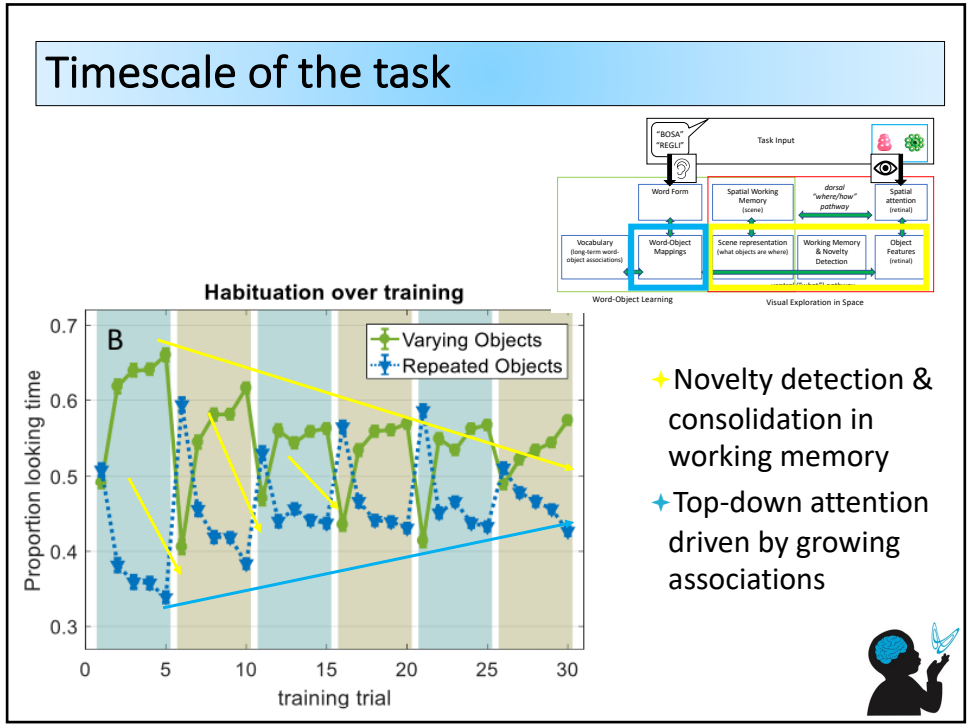 Timescale of the task
"BOSA"
"REGLI"
Task Input
Word Form
Spatial Working
Memory
(scene)
dorsal
"where/how"
pathway
Spatial
attention
(retinal)
Vocabulary
(long-term word-
object associations)
Word-Object
Mappings
Scene representation
(what objects are where)
Working Memory
& Novelty
Detection
Object
Features
(retinal)
Word-Object Learning
Visual Exploration in Space
Habituation over training
B
Varying Objects
Repeated Objects
Proportion looking time
0.7
0.6
0.5
0.4
0.3
0
5
10
15
20
25
30
training trial
Novelty detection &
consolidation in
working memory
Top-down attention
driven by growing
associations